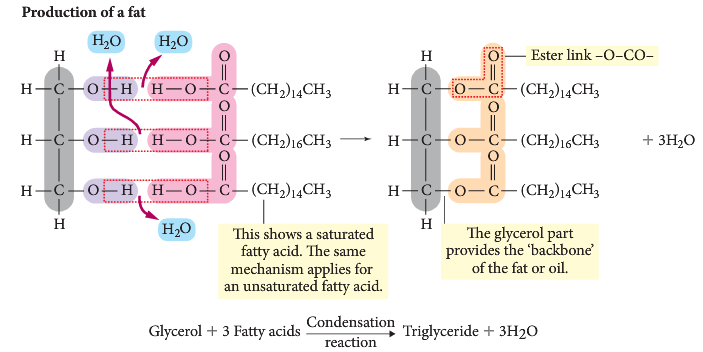 Production of a fat
H₂O H₂O
H O O
H–C–O–H H–O–C–(CH₂)₁₄CH₃
O
H–C–O–H H–O–C–(CH₂)₁₆CH₃
O
H–C–O–H H–O–C–(CH₂)₁₄CH₃
H
H₂O
This shows a saturated
fatty acid. The same
mechanism applies for
an unsaturated fatty acid.
H O
Ester link –O–CO–
H–C–O–C–(CH₂)₁₄CH₃
O
H–C–O–C–(CH₂)₁₆CH₃
+ 3H₂O
O
H–C–O–C–(CH₂)₁₄CH₃
H
The glycerol part
provides the ‘backbone’
of the fat or oil.
Glycerol + 3 Fatty acids Condensation reaction Triglyceride + 3H₂O